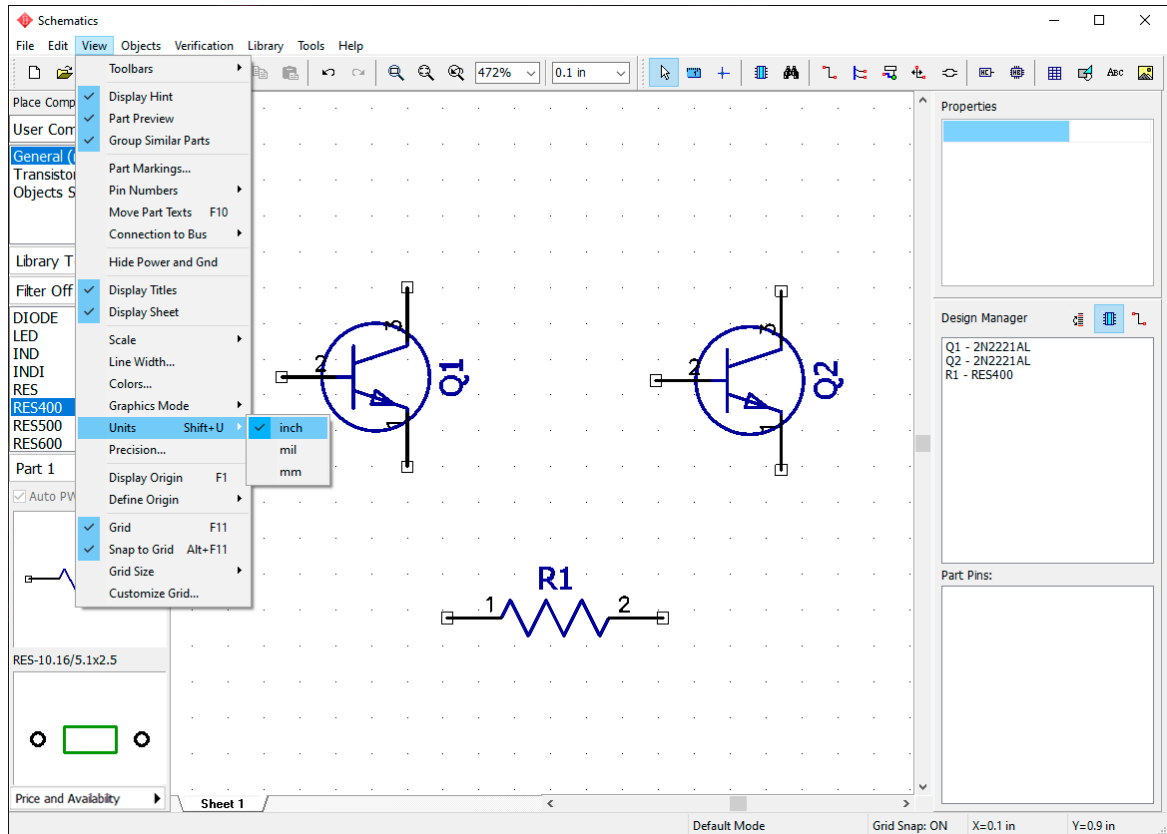 Schematics
File Edit View Objects Verification Library Tools Help
472% 0.1 in ABC
Place Comp
User Com
General (
Transistor
Objects S
Library T
Filter Off
DIODE
LED
IND
INDI
RES
RES400
RES500
RES600
Part 1
Auto PW
RES-10.16/5.1x2.5
Price and Availabiity
Toolbars
Display Hint
Part Preview
Group Similar Parts
Part Markings...
Pin Numbers
Move Part Texts F10
Connection to Bus
Hide Power and Gnd
Display Titles
Display Sheet
Scale
Line Width...
Colors...
Graphics Mode
Units Shift+U
Precision...
Display Origin F1
Define Origin
Grid F11
Snap to Grid Alt+F11
Grid Size
Customize Grid...
inch
mil
mm
2 3 1 Q1
2 3 1 Q2
R1
1 2
Sheet 1
Properties
Design Manager
Q1 - 2N2221AL
Q2 - 2N2221AL
R1 - RES400
Part Pins:
Default Mode Grid Snap: ON X=0.1 in Y=0.9 in